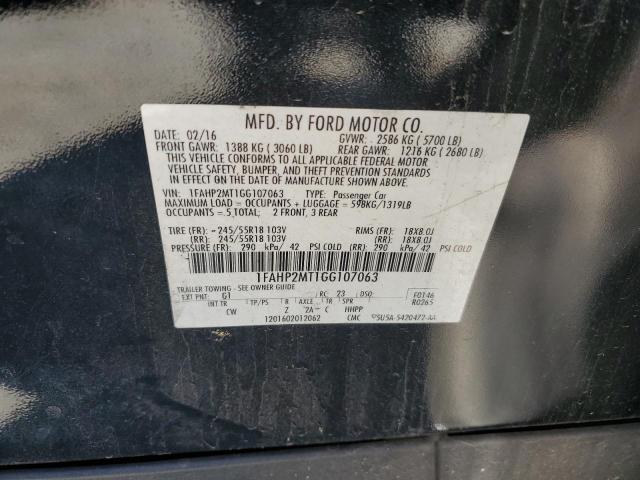 MFD. BY FORD MOTOR CO.
DATE: 02/16 GVWR: 2586 KG ( 5700 LB)
FRONT GAWR: 1388 KG ( 3060 LB) REAR GAWR: 1216 KG ( 2680 LB)
THIS VEHICLE CONFORMS TO ALL APPLICABLE FEDERAL MOTOR
VEHICLE SAFETY, BUMPER, AND THEFT PREVENTION STANDARDS
IN EFFECT ON THE DATE OF MANUFACTURE SHOWN ABOVE.
VIN: 1FAHP2MT1GG107063 TYPE: Passenger Car
MAXIMUM LOAD = OCCUPANTS + LUGGAGE = 598KG/1319LB
OCCUPANTS = 5 TOTAL; 2 FRONT, 3 REAR
TIRE (FR): 245/55R18 103V RIMS (FR): 18X8.0J
(RR): 245/55R18 103V (RR): 18X8.0J
PRESSURE (FR): 290 kPa/ 42 PSI COLD (RR): 290 kPa/ 42 PSI COLD
1FAHP2MT1GG107063
TRAILER TOWING - SEE OWNER GUIDE
EXT PNT: G1 RC: 23 F0146
INT TR TP/PS R AXLE TR SPR R0265
CW Z 2A C HHPP
1201602012062 CMC 5U5A-5420472-AA